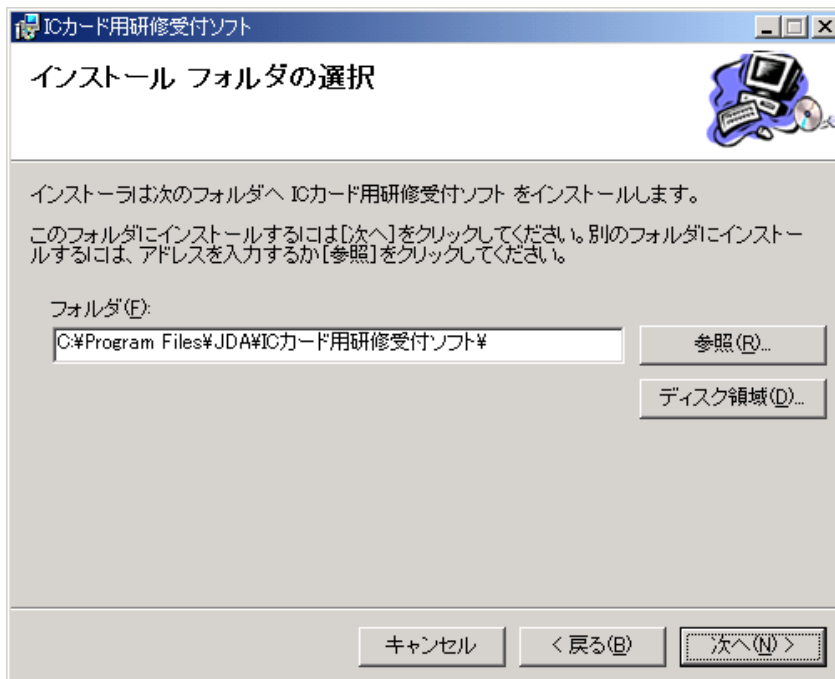 ICカード用研修受付ソフト
インストール フォルダの選択
インストーラは次のフォルダへ ICカード用研修受付ソフト をインストールします。
このフォルダにインストールするには[次へ]をクリックしてください。別のフォルダにインストー
ルするには、アドレスを入力するか[参照]をクリックしてください。
フォルダ(F):
C:¥Program Files¥JDA¥ICカード用研修受付ソフト¥
参照(R)...
ディスク領域(D)...
キャンセル
< 戻る(B)
次へ(N) >